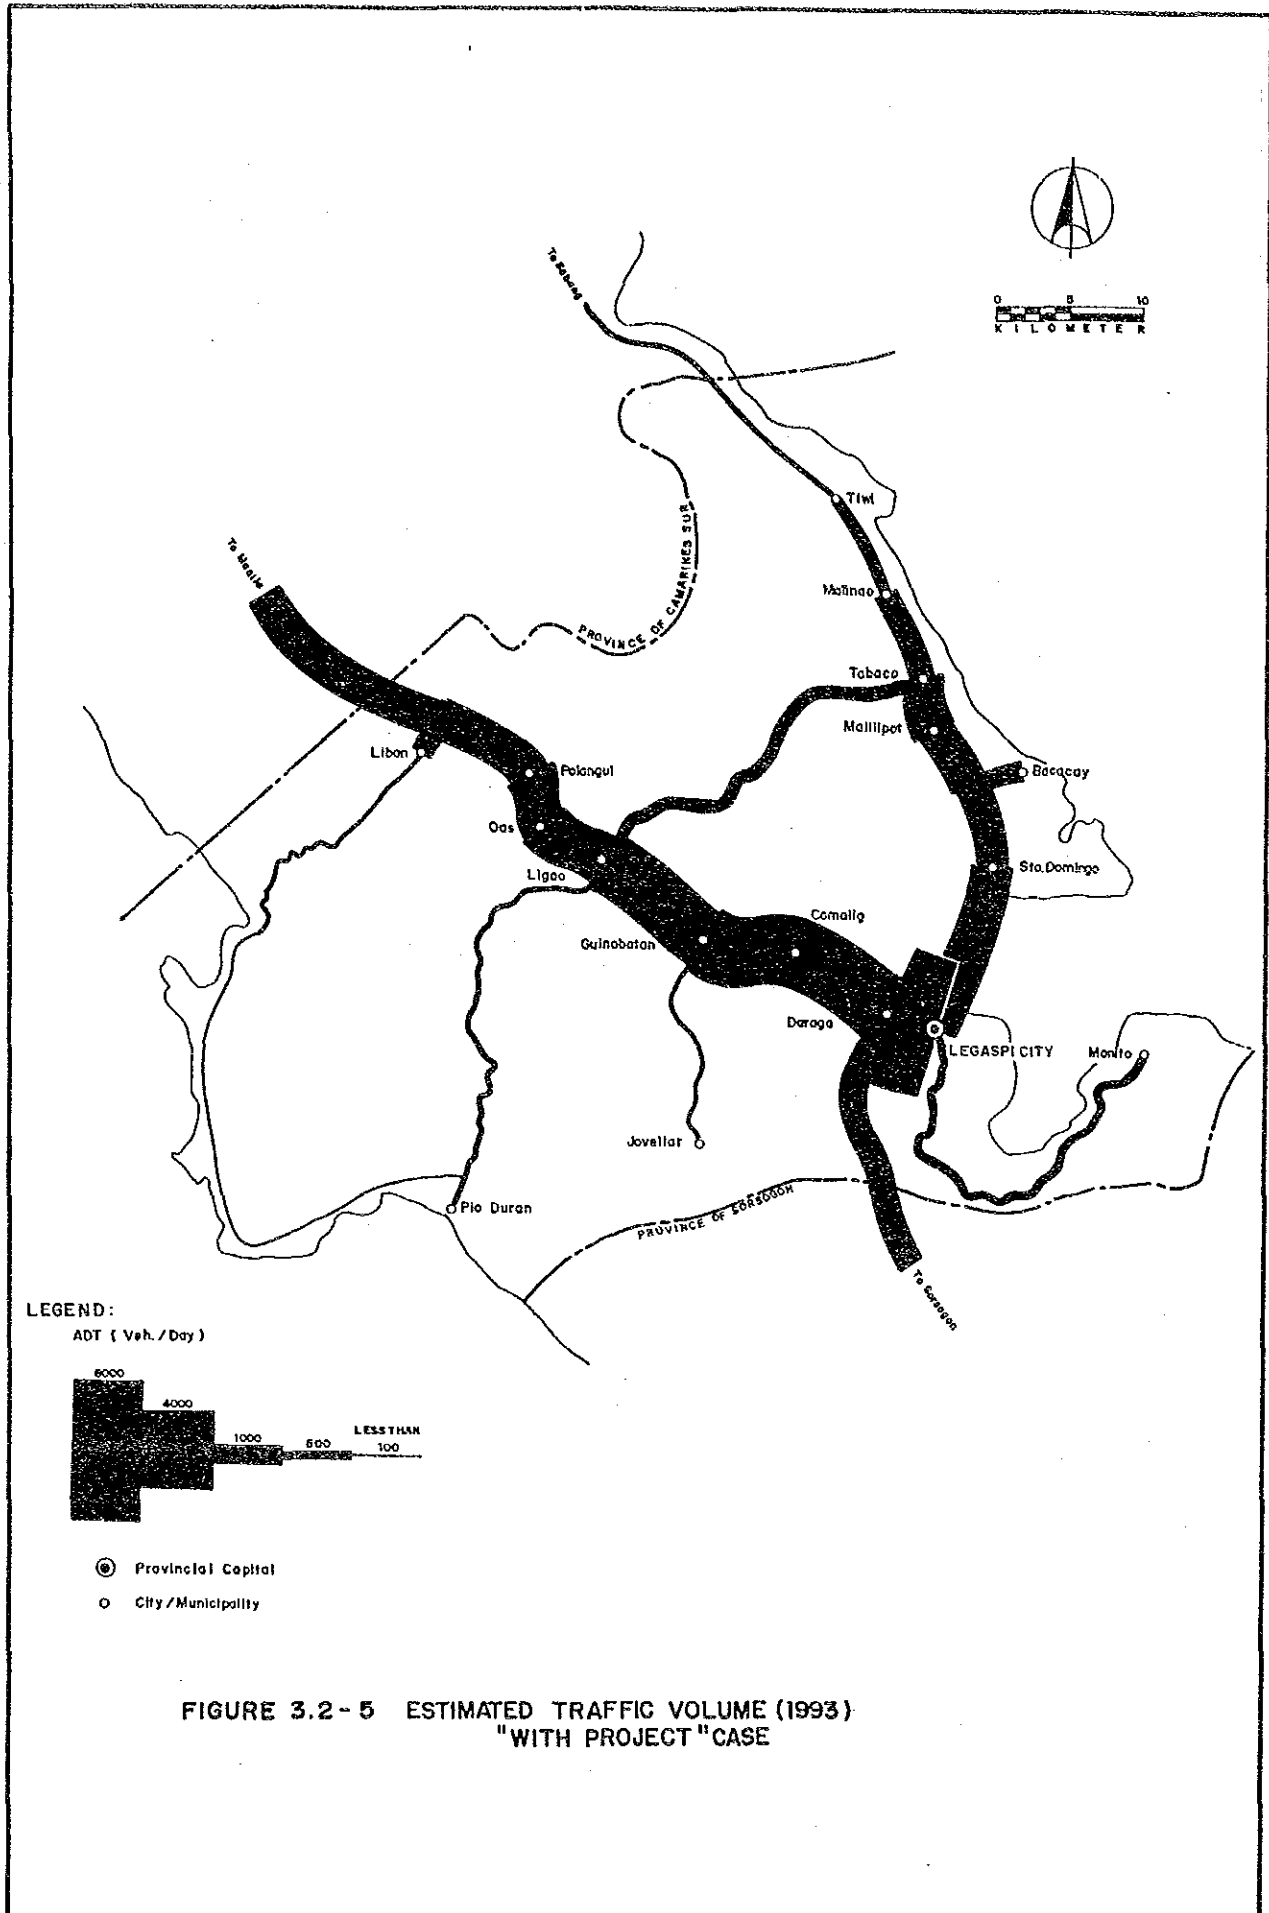 0 5 10
KILOMETER
To Sabang
Tiwi
To Manila
PROVINCE OF CAMARINES SUR
Malinao
Tabaco
Malilipot
Libon
Polangui
Bacacay
Oas
Ligao
Sto. Domingo
Camalig
Guinobatan
Daraga
LEGASPI CITY
Manito
Jovellar
Pio Duran
PROVINCE OF SORSOGON
To Sorsogon
LEGEND:
ADT ( Veh./Day )
6000
4000
1000
500
LESS THAN
100
Provincial Capital
City/Municipality
FIGURE 3.2-5 ESTIMATED TRAFFIC VOLUME (1993)
"WITH PROJECT" CASE